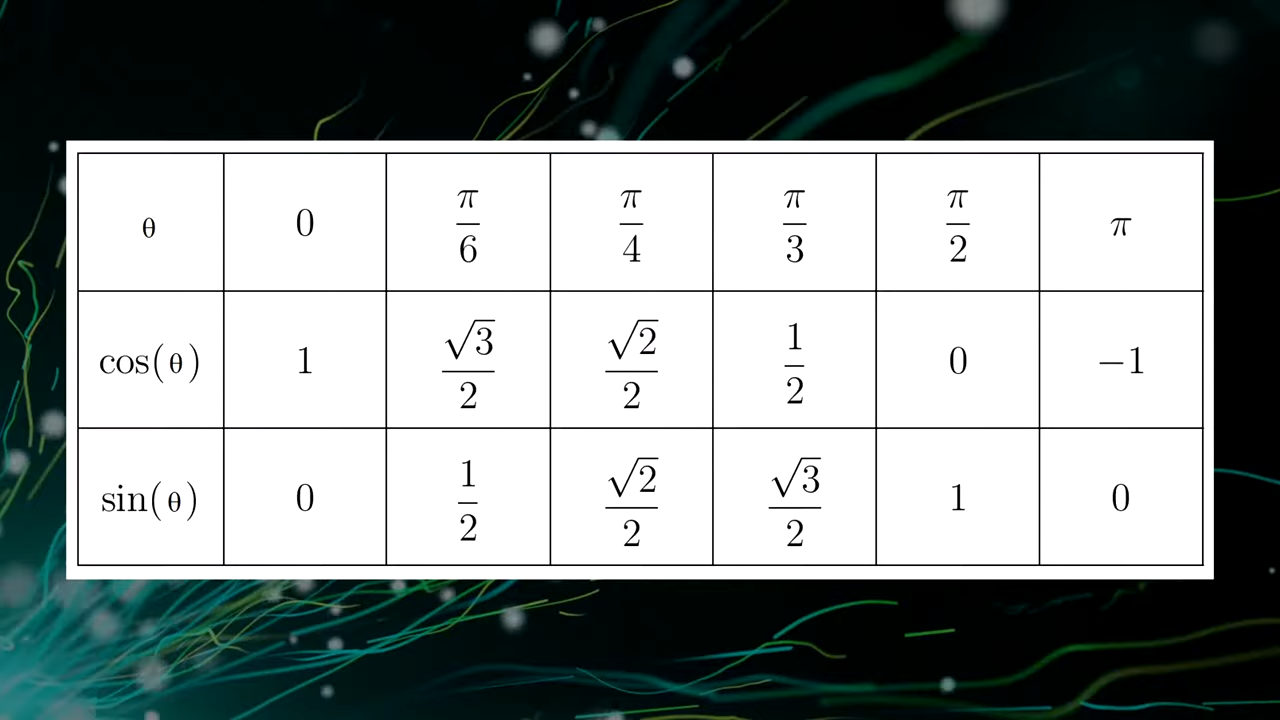 θ 0 π/6 π/4 π/3 π/2 π
cos(θ) 1 √3/2 √2/2 1/2 0 −1
sin(θ) 0 1/2 √2/2 √3/2 1 0